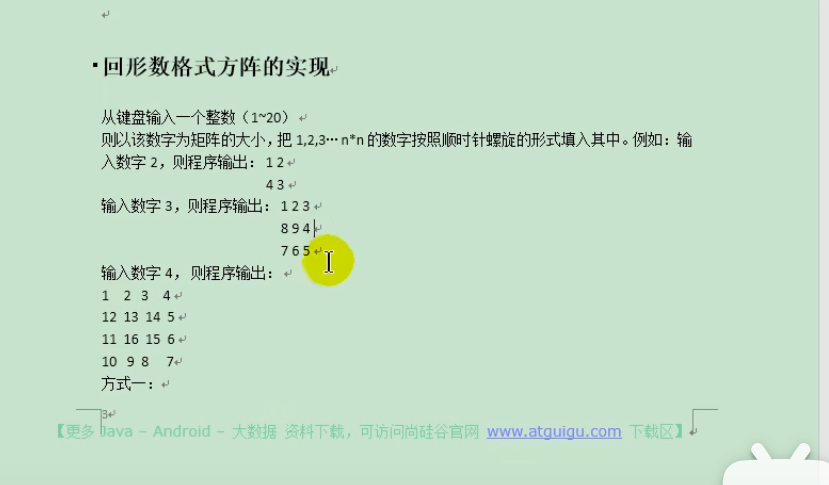 回形数格式方阵的实现
从键盘输入一个整数（1~20）
则以该数字为矩阵的大小，把 1,2,3…n*n 的数字按照顺时针螺旋的形式填入其中。例如：输
入数字 2，则程序输出： 1 2
4 3
输入数字 3，则程序输出： 1 2 3
8 9 4
7 6 5
输入数字 4， 则程序输出：
1 2 3 4
12 13 14 5
11 16 15 6
10 9 8 7
方式一：
3
【更多 Java – Android – 大数据 资料下载，可访问尚硅谷官网 www.atguigu.com 下载区】